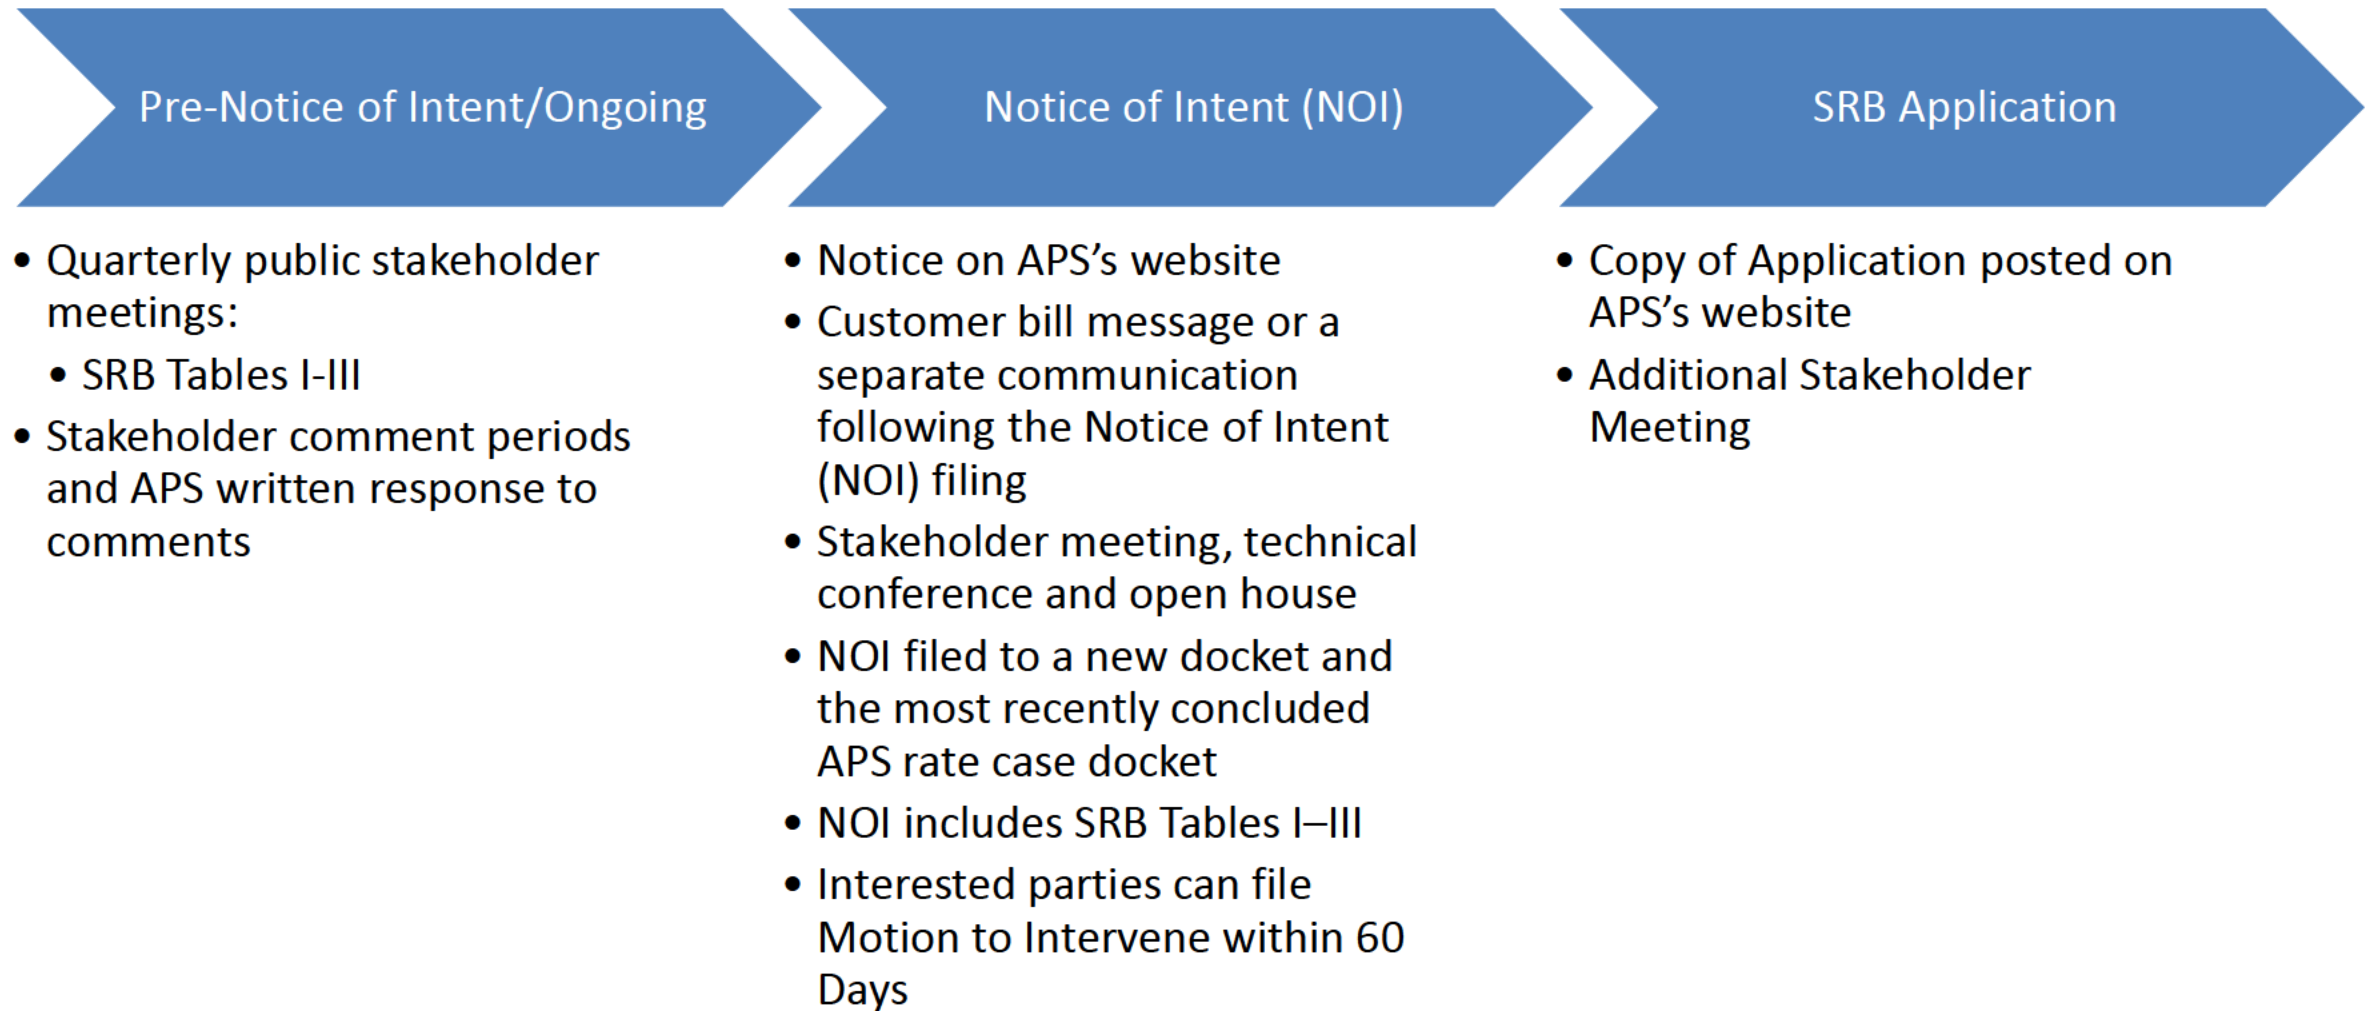 Pre-Notice of Intent/Ongoing
• Quarterly public stakeholder
meetings:
• SRB Tables I-III
• Stakeholder comment periods
and APS written response to
comments
Notice of Intent (NOI)
• Notice on APS’s website
• Customer bill message or a
separate communication
following the Notice of Intent
(NOI) filing
• Stakeholder meeting, technical
conference and open house
• NOI filed to a new docket and
the most recently concluded
APS rate case docket
• NOI includes SRB Tables I–III
• Interested parties can file
Motion to Intervene within 60
Days
SRB Application
• Copy of Application posted on
APS’s website
• Additional Stakeholder
Meeting